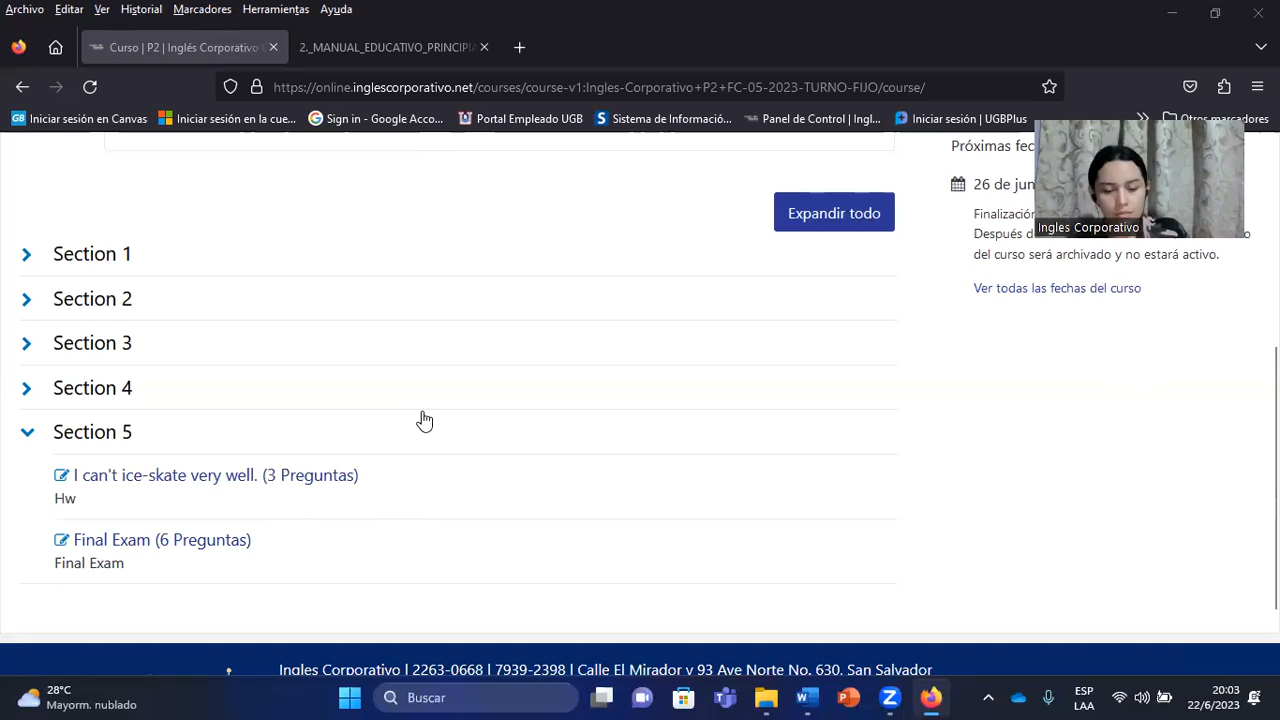 Archivo Editar Ver Historial Marcadores Herramientas Ayuda
Curso | P2 | Inglés Corporativo
2._MANUAL_EDUCATIVO_PRINCIPIA
https://online.inglescorporativo.net/courses/course-v1:Ingles-Corporativo+P2+FC-05-2023-TURNO-FIJO/course/
GB Iniciar sesión en Canvas Iniciar sesión en la cue... Sign in - Google Acco... Portal Empleado UGB S Sistema de Informació... Panel de Control | Ingl... Iniciar sesión | UGBPlus Otros marcadores
Próximas fec
26 de jun
Finalización
Después d
del curso será archivado y no estará activo.
Ver todas las fechas del curso
Ingles Corporativo
Expandir todo
Section 1
Section 2
Section 3
Section 4
Section 5
I can't ice-skate very well. (3 Preguntas)
Hw
Final Exam (6 Preguntas)
Final Exam
Ingles Corporativo | 2263-0668 | 7939-2398 | Calle El Mirador y 93 Ave Norte No. 630, San Salvador
28°C
Mayorm. nublado
Buscar
ESP
LAA
20:03
22/6/2023